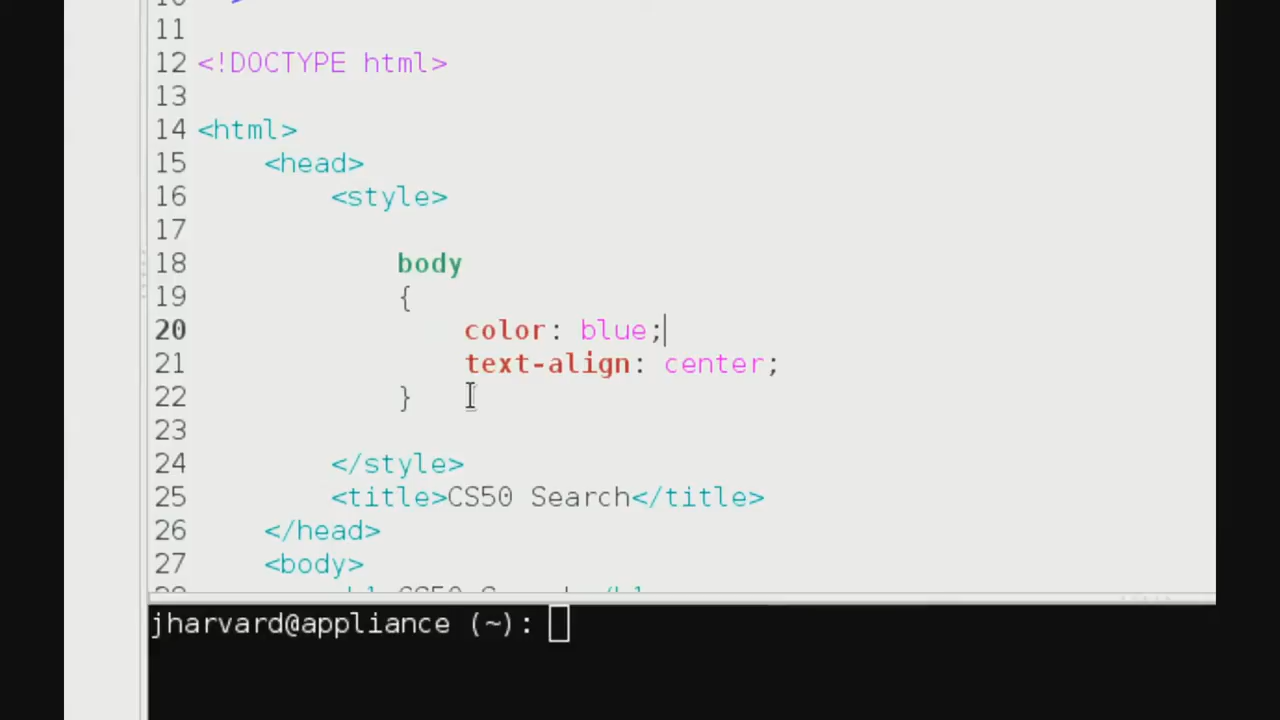 11
12 <!DOCTYPE html>
13
14 <html>
15 <head>
16 <style>
17
18 body
19 {
20 color: blue;
21 text-align: center;
22 }
23
24 </style>
25 <title>CS50 Search</title>
26 </head>
27 <body>
jharvard@appliance (~):